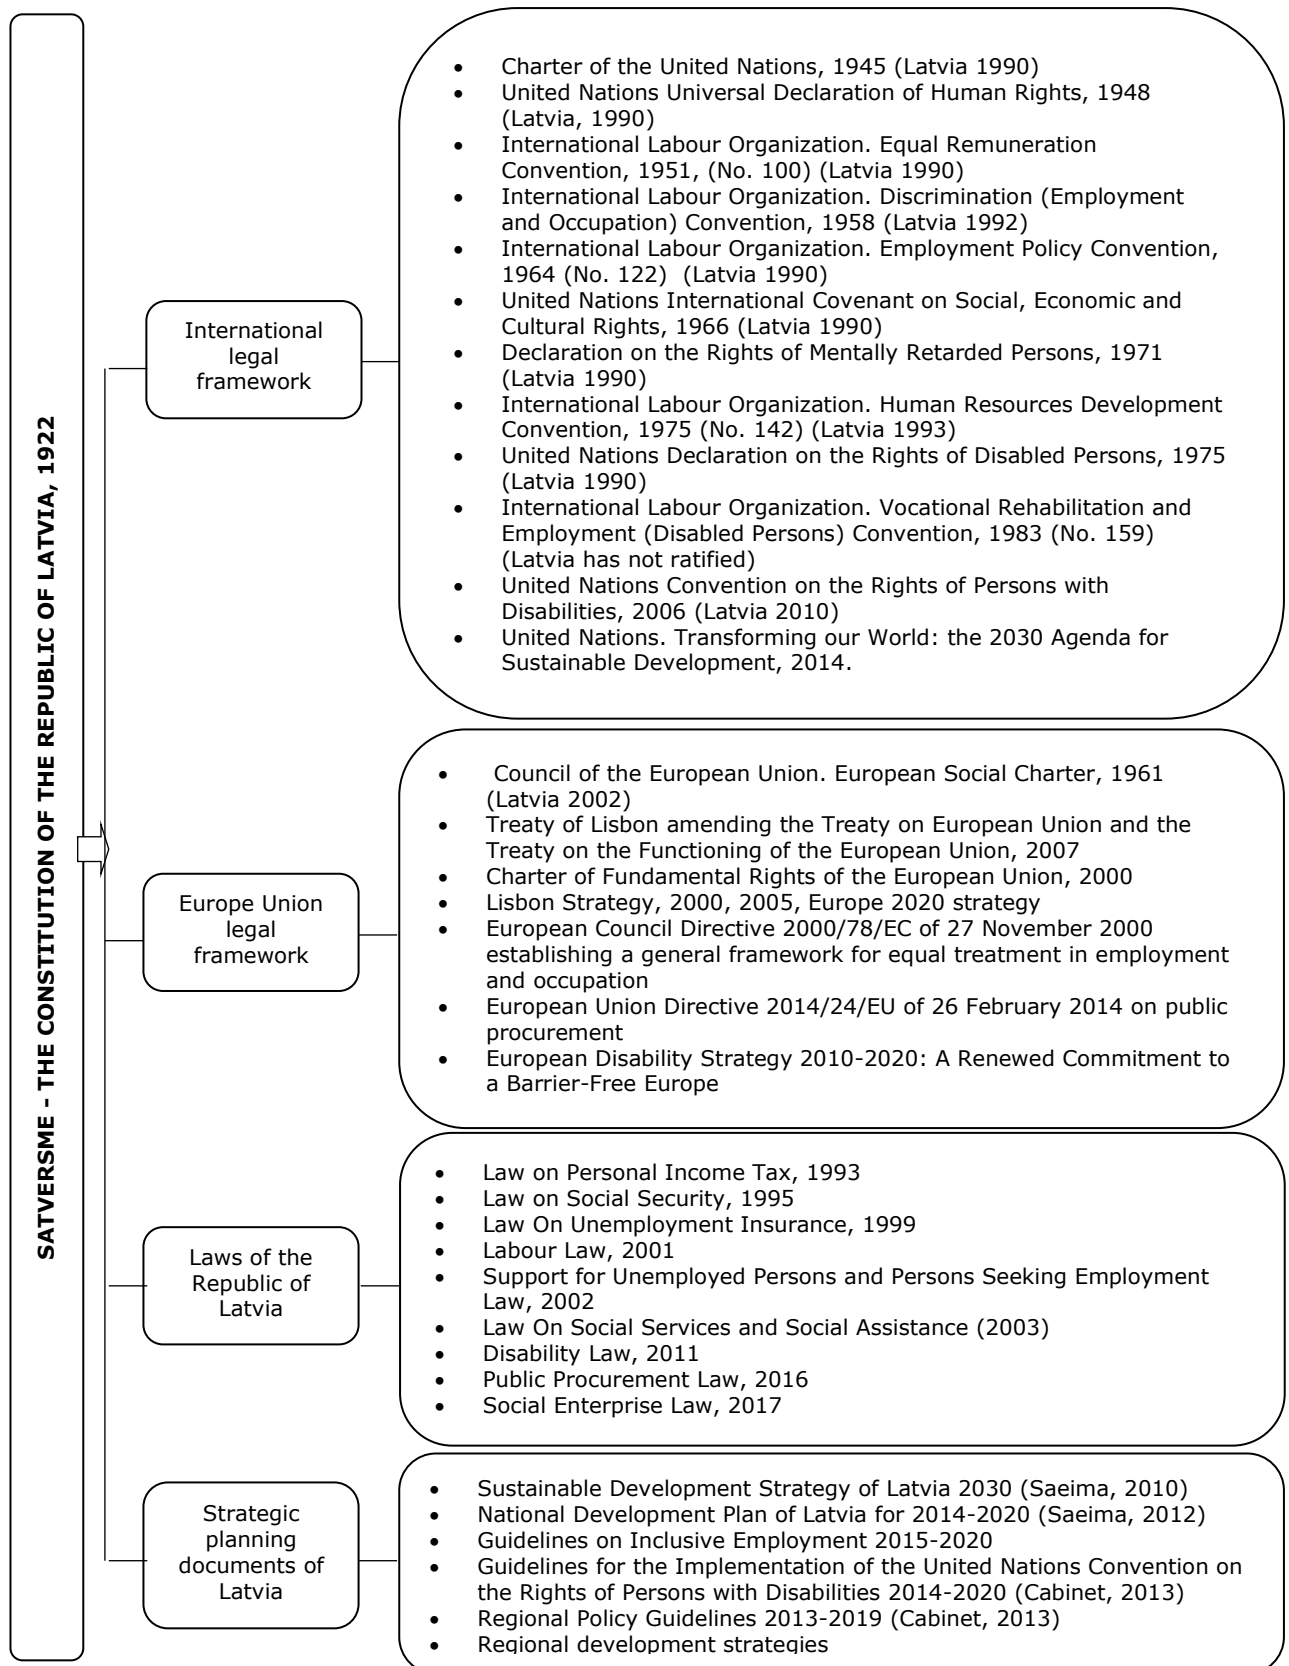 SATVERSME - THE CONSTITUTION OF THE REPUBLIC OF LATVIA, 1922
International
legal
framework
• Charter of the United Nations, 1945 (Latvia 1990)
• United Nations Universal Declaration of Human Rights, 1948
(Latvia, 1990)
• International Labour Organization. Equal Remuneration
Convention, 1951, (No. 100) (Latvia 1990)
• International Labour Organization. Discrimination (Employment
and Occupation) Convention, 1958 (Latvia 1992)
• International Labour Organization. Employment Policy Convention,
1964 (No. 122) (Latvia 1990)
• United Nations International Covenant on Social, Economic and
Cultural Rights, 1966 (Latvia 1990)
• Declaration on the Rights of Mentally Retarded Persons, 1971
(Latvia 1990)
• International Labour Organization. Human Resources Development
Convention, 1975 (No. 142) (Latvia 1993)
• United Nations Declaration on the Rights of Disabled Persons, 1975
(Latvia 1990)
• International Labour Organization. Vocational Rehabilitation and
Employment (Disabled Persons) Convention, 1983 (No. 159)
(Latvia has not ratified)
• United Nations Convention on the Rights of Persons with
Disabilities, 2006 (Latvia 2010)
• United Nations. Transforming our World: the 2030 Agenda for
Sustainable Development, 2014.
Europe Union
legal
framework
• Council of the European Union. European Social Charter, 1961
(Latvia 2002)
• Treaty of Lisbon amending the Treaty on European Union and the
Treaty on the Functioning of the European Union, 2007
• Charter of Fundamental Rights of the European Union, 2000
• Lisbon Strategy, 2000, 2005, Europe 2020 strategy
• European Council Directive 2000/78/EC of 27 November 2000
establishing a general framework for equal treatment in employment
and occupation
• European Union Directive 2014/24/EU of 26 February 2014 on public
procurement
• European Disability Strategy 2010-2020: A Renewed Commitment to
a Barrier-Free Europe
Laws of the
Republic of
Latvia
• Law on Personal Income Tax, 1993
• Law on Social Security, 1995
• Law On Unemployment Insurance, 1999
• Labour Law, 2001
• Support for Unemployed Persons and Persons Seeking Employment
Law, 2002
• Law On Social Services and Social Assistance (2003)
• Disability Law, 2011
• Public Procurement Law, 2016
• Social Enterprise Law, 2017
Strategic
planning
documents of
Latvia
• Sustainable Development Strategy of Latvia 2030 (Saeima, 2010)
• National Development Plan of Latvia for 2014-2020 (Saeima, 2012)
• Guidelines on Inclusive Employment 2015-2020
• Guidelines for the Implementation of the United Nations Convention on
the Rights of Persons with Disabilities 2014-2020 (Cabinet, 2013)
• Regional Policy Guidelines 2013-2019 (Cabinet, 2013)
• Regional development strategies